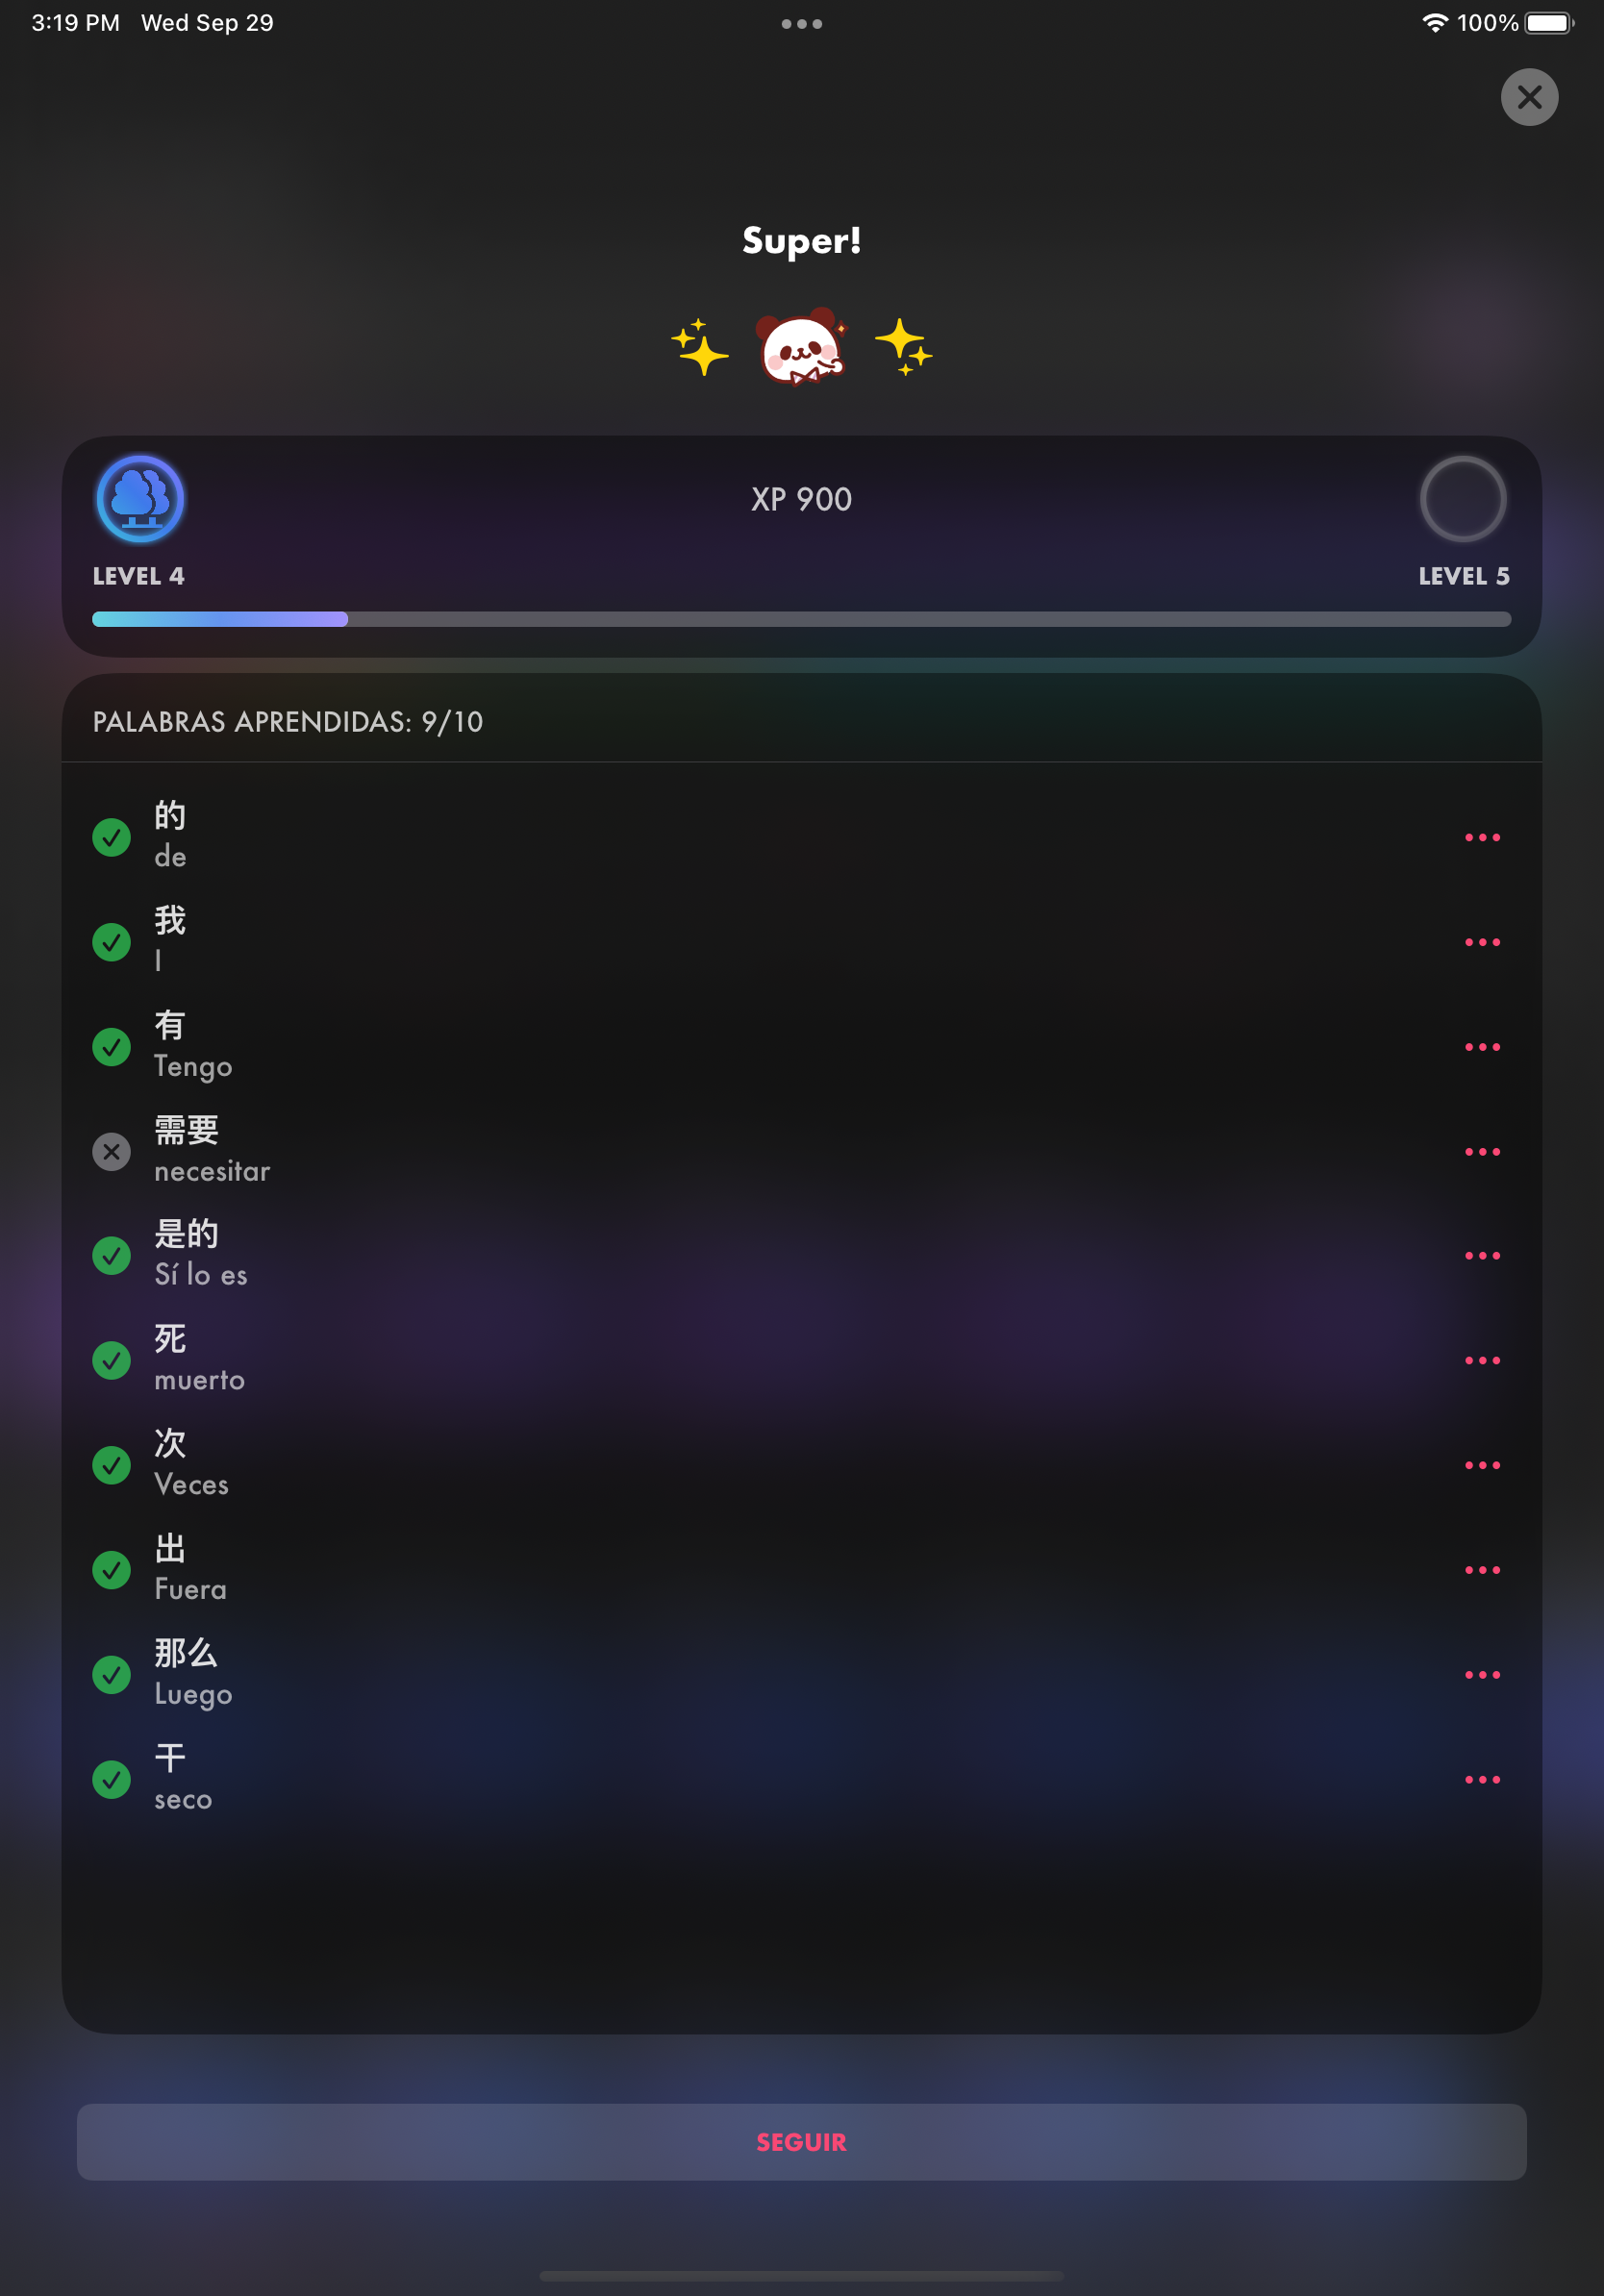 3:19 PM Wed Sep 29 100%
Super!
XP 900
LEVEL 4 LEVEL 5
PALABRAS APRENDIDAS: 9/10
的
de
我
I
有
Tengo
需要
necesitar
是的
Sí lo es
死
muerto
次
Veces
出
Fuera
那么
Luego
干
seco
SEGUIR